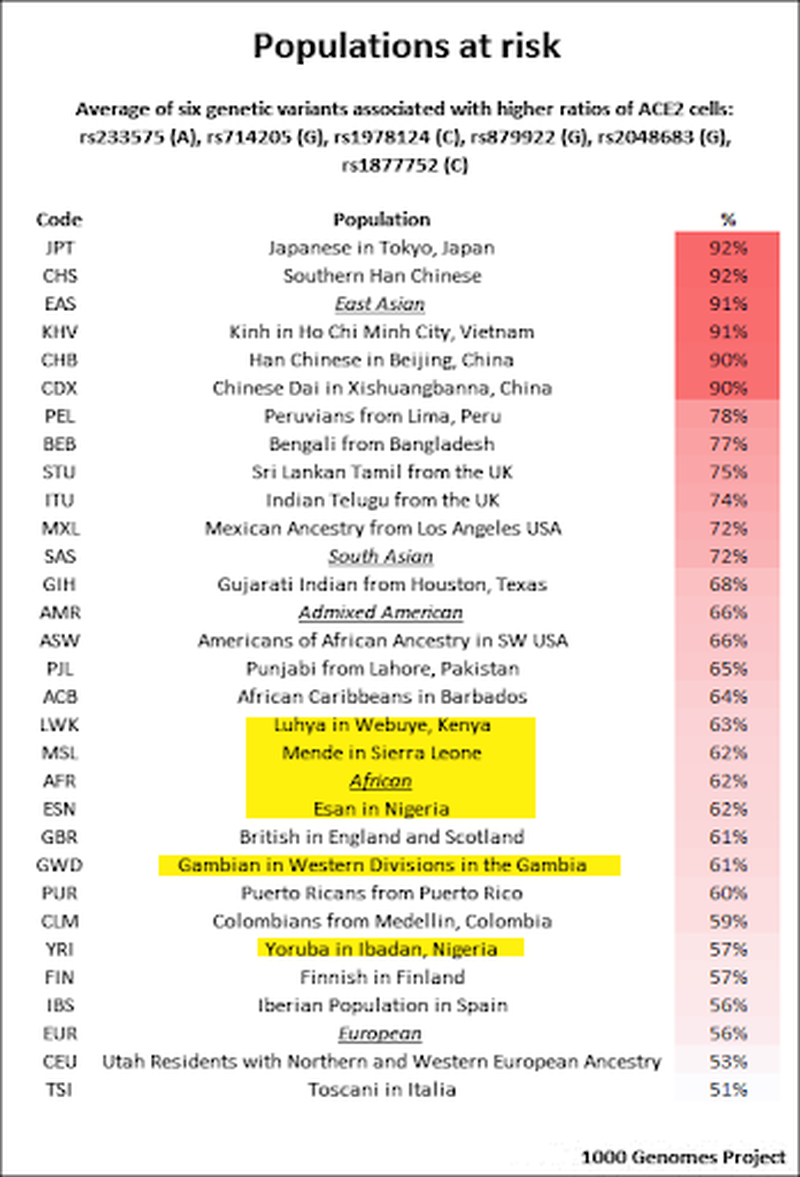 Populations at risk
Average of six genetic variants associated with higher ratios of ACE2 cells:
rs233575 (A), rs714205 (G), rs1978124 (C), rs879922 (G), rs2048683 (G),
rs1877752 (C)
Code Population %
JPT Japanese in Tokyo, Japan 92%
CHS Southern Han Chinese 92%
EAS East Asian 91%
KHV Kinh in Ho Chi Minh City, Vietnam 91%
CHB Han Chinese in Beijing, China 90%
CDX Chinese Dai in Xishuangbanna, China 90%
PEL Peruvians from Lima, Peru 78%
BEB Bengali from Bangladesh 77%
STU Sri Lankan Tamil from the UK 75%
ITU Indian Telugu from the UK 74%
MXL Mexican Ancestry from Los Angeles USA 72%
SAS South Asian 72%
GIH Gujarati Indian from Houston, Texas 68%
AMR Admixed American 66%
ASW Americans of African Ancestry in SW USA 66%
PJL Punjabi from Lahore, Pakistan 65%
ACB African Caribbeans in Barbados 64%
LWK Luhya in Webuye, Kenya 63%
MSL Mende in Sierra Leone 62%
AFR African 62%
ESN Esan in Nigeria 62%
GBR British in England and Scotland 61%
GWD Gambian in Western Divisions in the Gambia 61%
PUR Puerto Ricans from Puerto Rico 60%
CLM Colombians from Medellin, Colombia 59%
YRI Yoruba in Ibadan, Nigeria 57%
FIN Finnish in Finland 57%
IBS Iberian Population in Spain 56%
EUR European 56%
CEU Utah Residents with Northern and Western European Ancestry 53%
TSI Toscani in Italia 51%
1000 Genomes Project